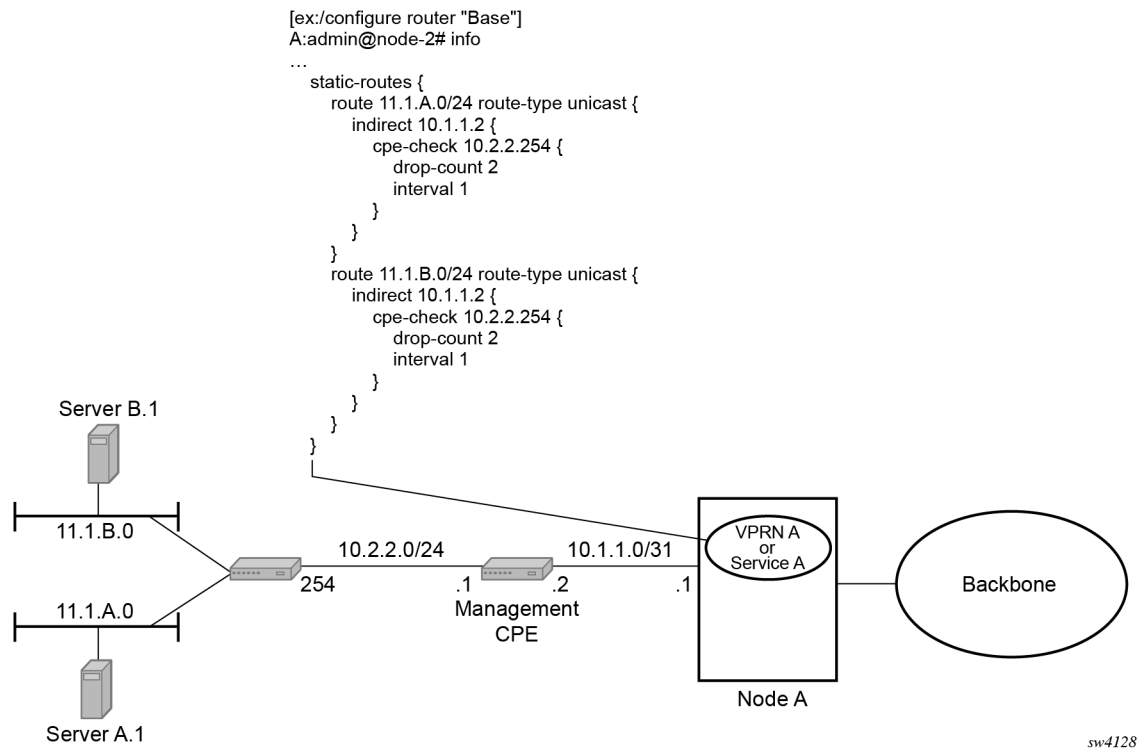 [ex:/configure router "Base"]
A:admin@node-2# info
…
static-routes {
route 11.1.A.0/24 route-type unicast {
indirect 10.1.1.2 {
cpe-check 10.2.2.254 {
drop-count 2
interval 1
}
}
}
route 11.1.B.0/24 route-type unicast {
indirect 10.1.1.2 {
cpe-check 10.2.2.254 {
drop-count 2
interval 1
}
}
}
}
Server B.1
11.1.B.0
11.1.A.0
Server A.1
254
10.2.2.0/24
.1
Management
CPE
.2
10.1.1.0/31
.1
VPRN A
or
Service A
Node A
Backbone
sw4128